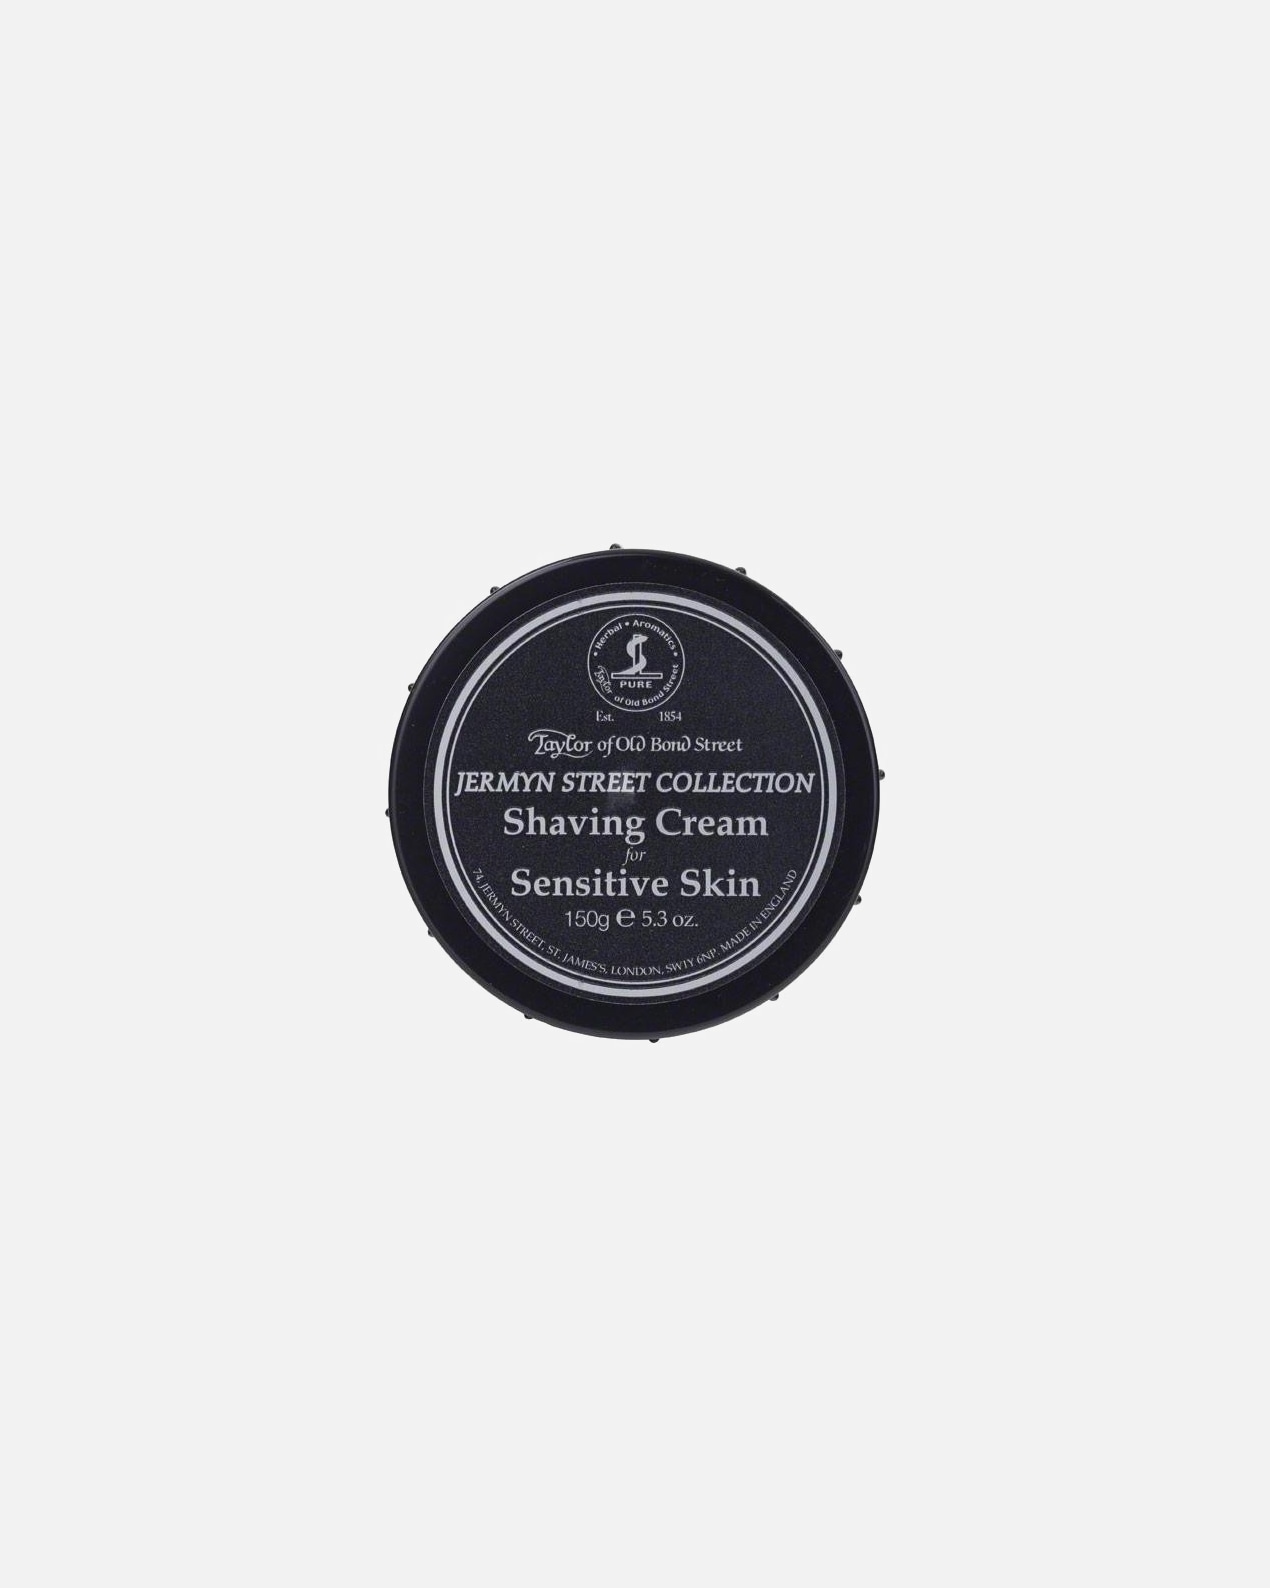 Herbal • Aromatics
PURE
Taylor of Old Bond Street
Est. 1854
Taylor of Old Bond Street
JERMYN STREET COLLECTION
Shaving Cream
for
Sensitive Skin
150g e 5.3 oz.
74, JERMYN STREET, ST. JAMES'S, LONDON, SW1Y 6NP. MADE IN ENGLAND